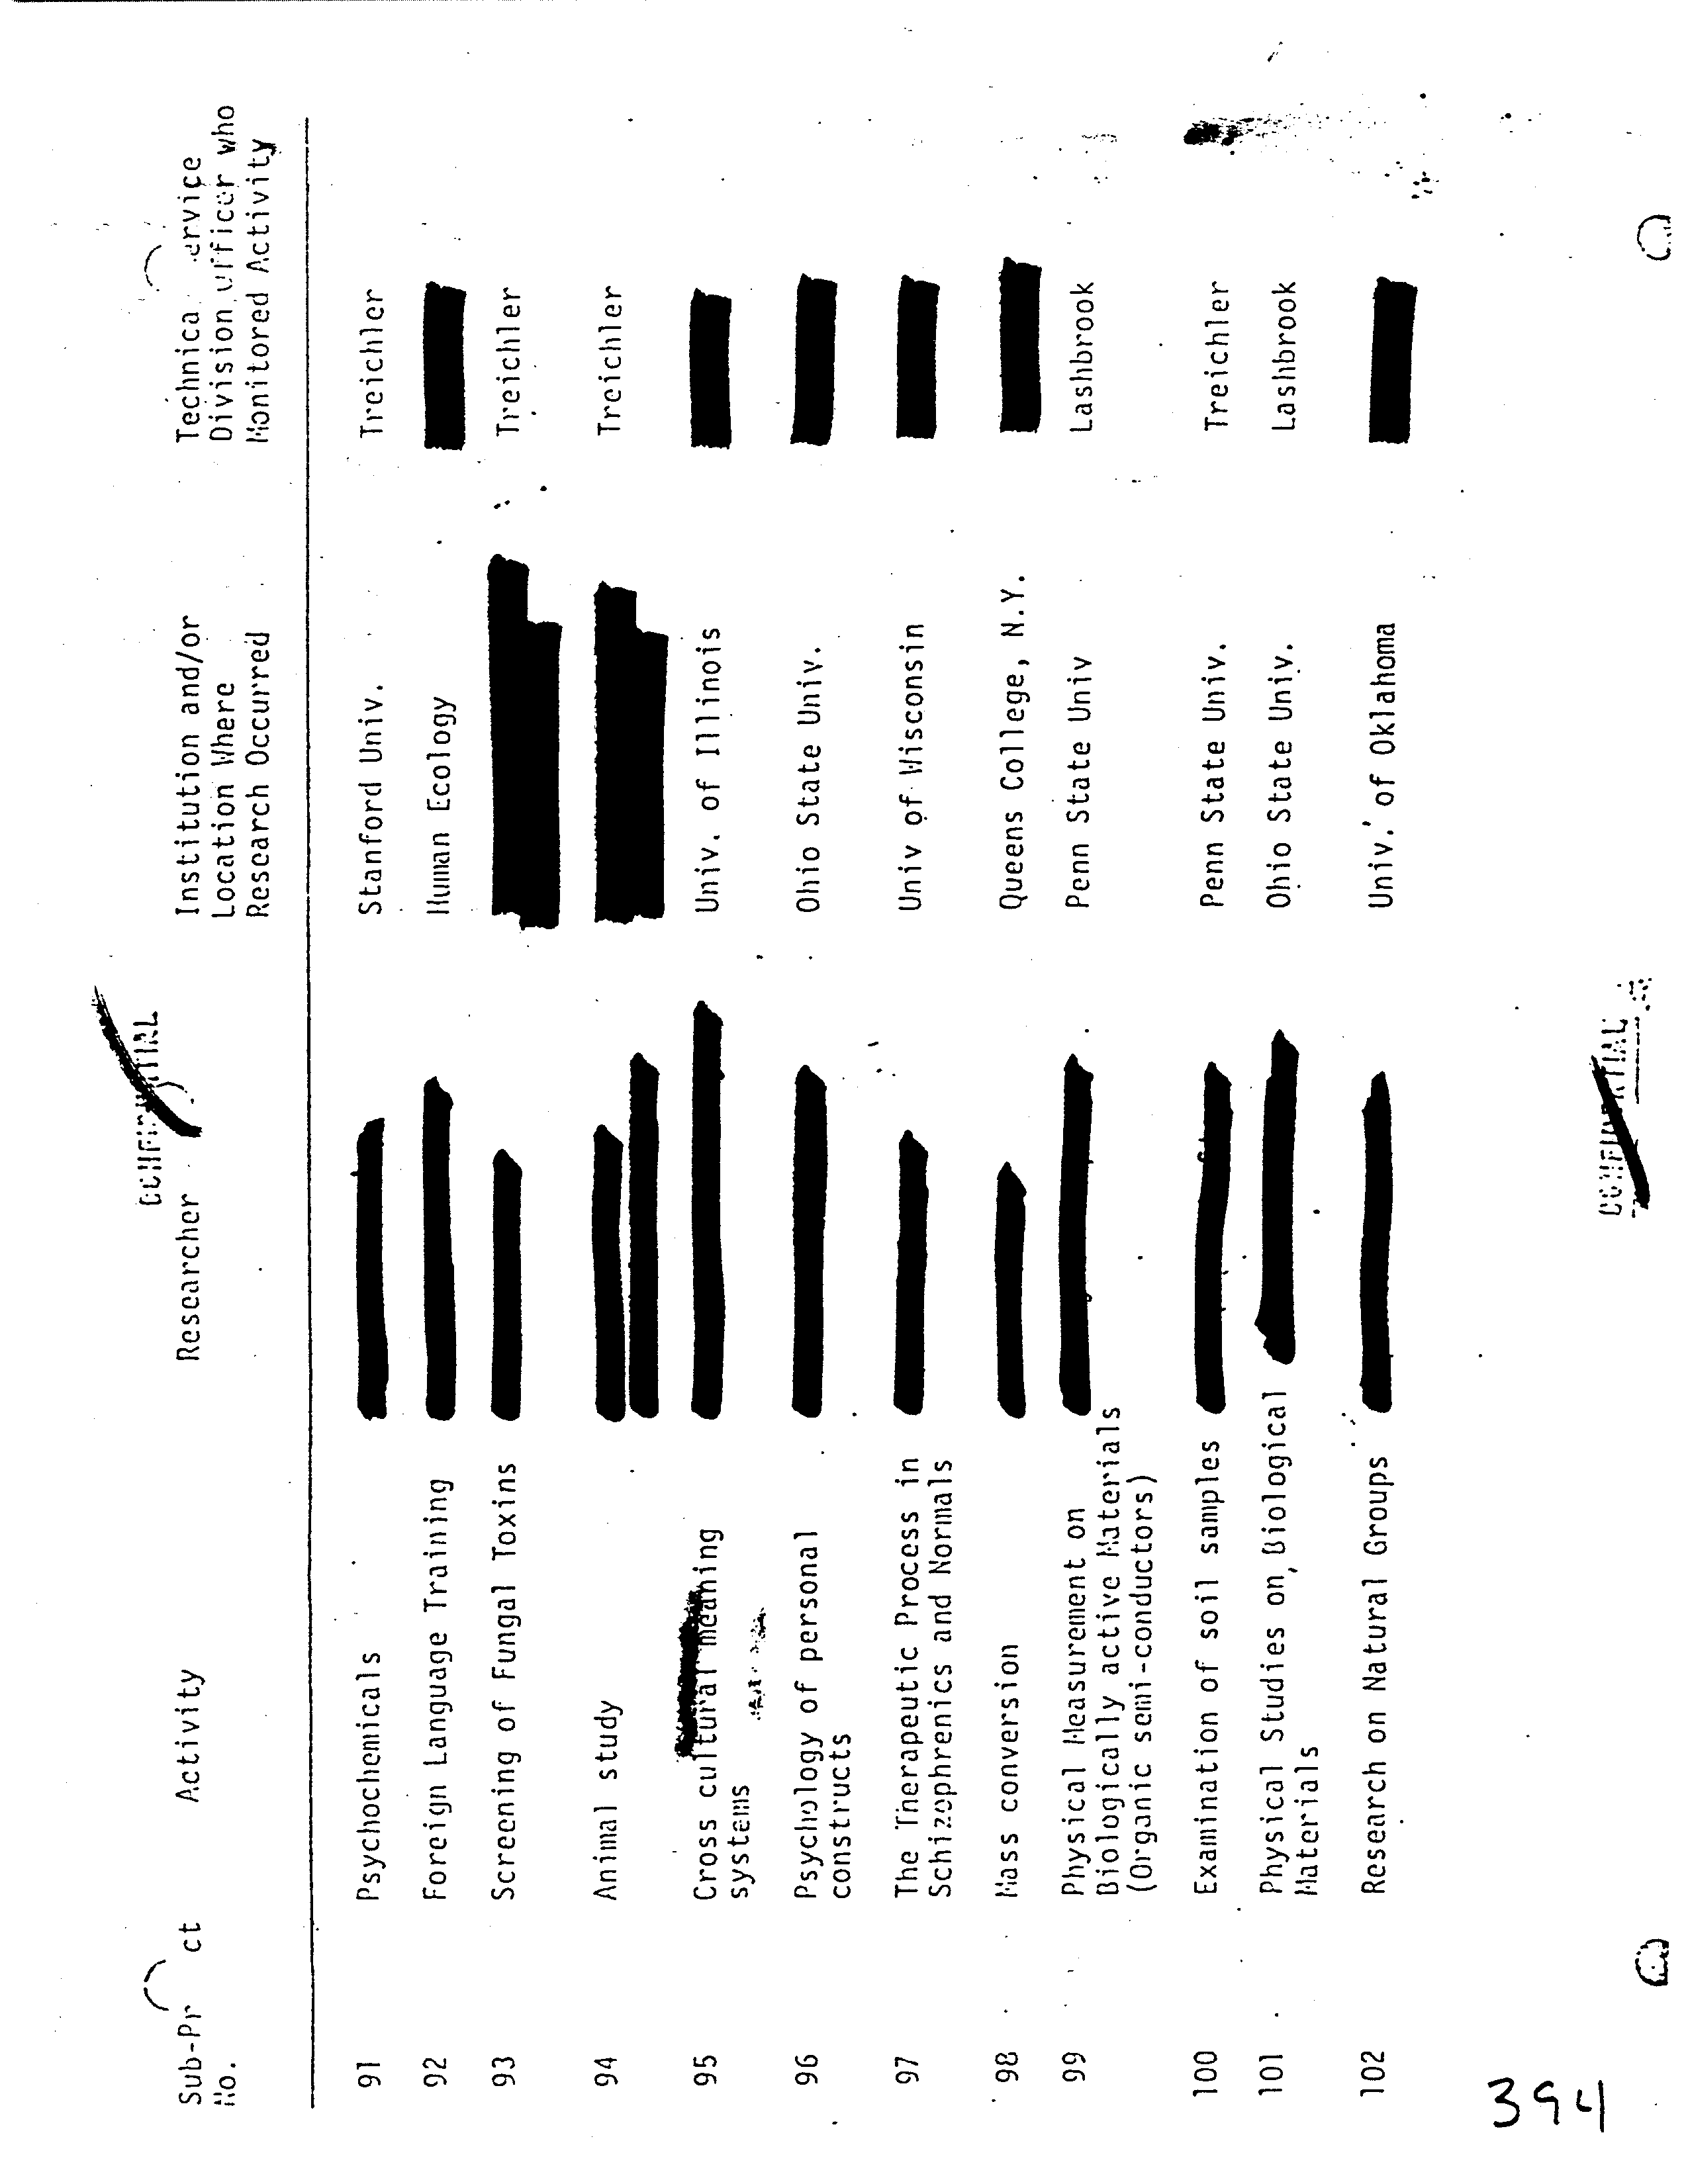 CONFIDENTIAL
Sub-Pr ct No. Activity Researcher Institution and/or Location Where Research Occurred Technica ervice Division Officer who Monitored Activity
91 Psychochemicals Stanford Univ. Treichler
92 Foreign Language Training Human Ecology
93 Screening of Fungal Toxins Treichler
94 Animal study Treichler
95 Cross cultural meaning Univ. of Illinois
systems
96 Psychology of personal Ohio State Univ.
constructs
97 The Therapeutic Process in Univ of Wisconsin
Schizophrenics and Normals
98 Mass conversion Queens College, N.Y.
99 Physical Measurement on Penn State Univ Lashbrook
Biologically active Materials
(Organic semi-conductors)
100 Examination of soil samples Penn State Univ. Treichler
101 Physical Studies on Biological Ohio State Univ. Lashbrook
Materials
102 Research on Natural Groups Univ. of Oklahoma
394
CONFIDENTIAL